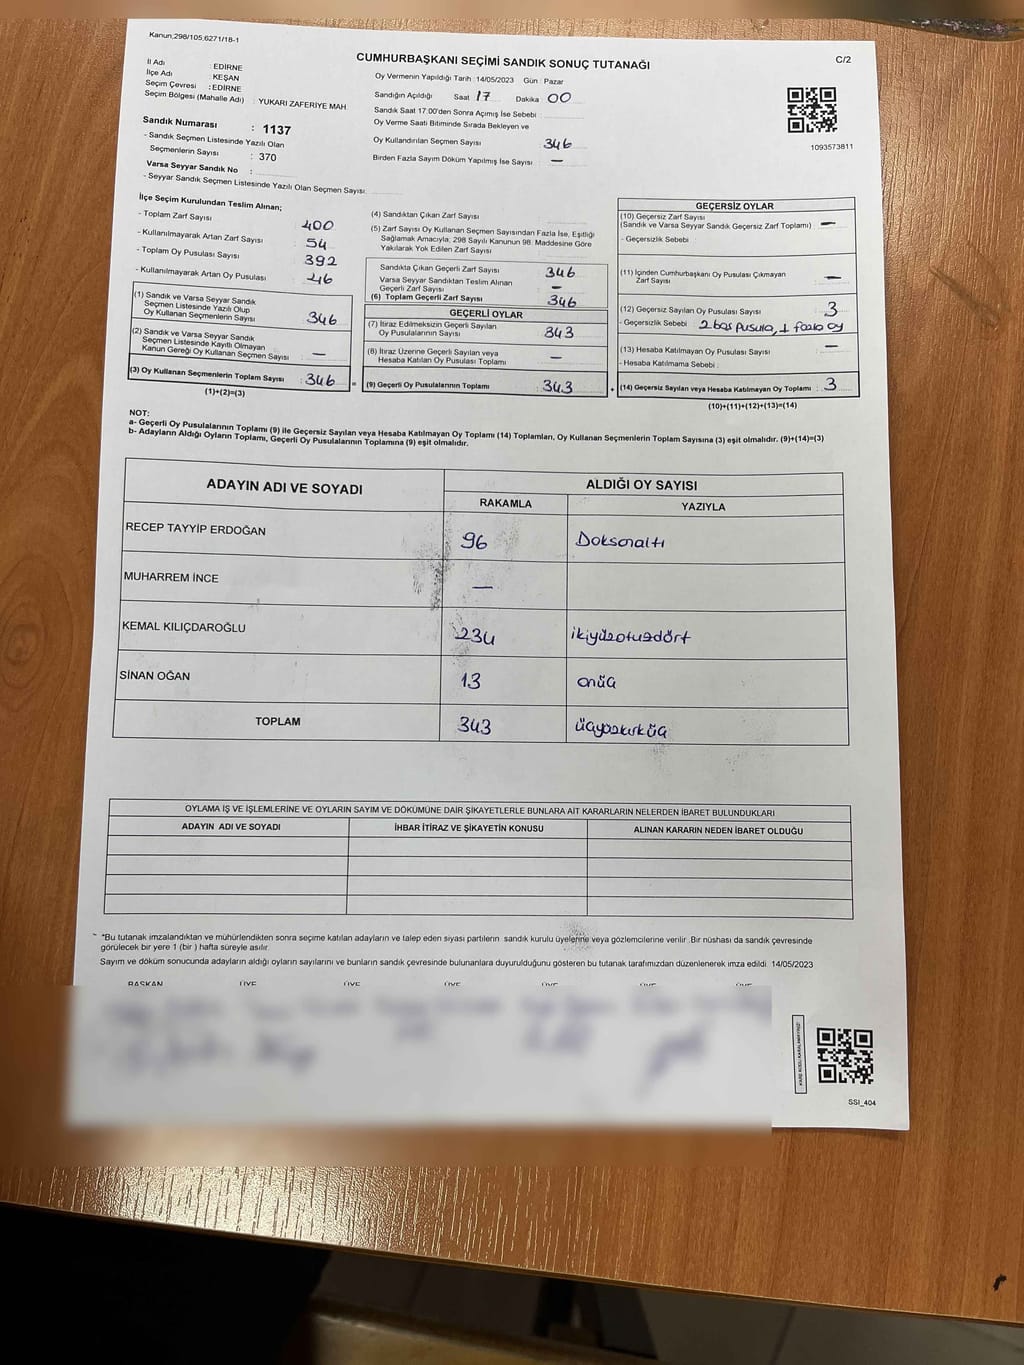 Kanun,298/105,6271/18-1
CUMHURBAŞKANI SEÇİMİ SANDIK SONUÇ TUTANAĞI
C/2
İl Adı : EDİRNE
İlçe Adı : KEŞAN
Seçim Çevresi : EDİRNE
Seçim Bölgesi (Mahalle Adı) : YUKARI ZAFERİYE MAH.
Sandık Numarası : 1137
- Sandık Seçmen Listesinde Yazılı Olan
Seçmenlerin Sayısı : 370
Varsa Seyyar Sandık No :
- Seyyar Sandık Seçmen Listesinde Yazılı Olan Seçmen Sayısı:
Oy Vermenin Yapıldığı Tarih : 14/05/2023 Gün : Pazar
Sandığın Açıldığı Saat 17 Dakika 00
Sandık Saat 17.00'den Sonra Açımış İse Sebebi :
Oy Verme Saati Bitiminde Sırada Bekleyen ve
Oy Kullandırılan Seçmen Sayısı 346
Birden Fazla Sayım Döküm Yapılmış İse Sayısı —
1093573811
İlçe Seçim Kurulundan Teslim Alınan;
- Toplam Zarf Sayısı : 400
- Kullanılmayarak Artan Zarf Sayısı : 54
- Toplam Oy Pusulası Sayısı : 392
- Kullanılmayarak Artan Oy Pusulası : 46
(1) Sandık ve Varsa Seyyar Sandık
Seçmen Listesinde Yazılı Olup
Oy Kullanan Seçmenlerin Sayısı : 346
(2) Sandık ve Varsa Seyyar Sandık
Seçmen Listesinde Kayıtlı Olmayan
Kanun Gereği Oy Kullanan Seçmen Sayısı : —
(3) Oy Kullanan Seçmenlerin Toplam Sayısı : 346 =
(1)+(2)=(3)
(4) Sandıktan Çıkan Zarf Sayısı
(5) Zarf Sayısı Oy Kullanan Seçmen Sayısından Fazla İse, Eşitliği
Sağlamak Amacıyla, 298 Sayılı Kanunun 98. Maddesine Göre
Yakılarak Yok Edilen Zarf Sayısı
Sandıkta Çıkan Geçerli Zarf Sayısı 346
Varsa Seyyar Sandıktan Teslim Alınan
Geçerli Zarf Sayısı —
(6) Toplam Geçerli Zarf Sayısı 346
GEÇERLİ OYLAR
(7) İtiraz Edilmeksizin Geçerli Sayılan
Oy Pusulalarının Sayısı : 343
(8) İtiraz Üzerine Geçerli Sayılan veya
Hesaba Katılan Oy Pusulası Toplamı : —
(9) Geçerli Oy Pusulalarının Toplamı : 343 +
GEÇERSİZ OYLAR
(10) Geçersiz Zarf Sayısı
(Sandık ve Varsa Seyyar Sandık Geçersiz Zarf Toplamı) : —
- Geçersizlik Sebebi
(11) İçinden Cumhurbaşkanı Oy Pusulası Çıkmayan
Zarf Sayısı : —
(12) Geçersiz Sayılan Oy Pusulası Sayısı : 3
- Geçersizlik Sebebi : 2 boş pusula, 1 fazla oy
(13) Hesaba Katılmayan Oy Pusulası Sayısı : —
- Hesaba Katılmama Sebebi :
(14) Geçersiz Sayılan veya Hesaba Katılmayan Oy Toplamı : 3
(10)+(11)+(12)+(13)=(14)
NOT:
a- Geçerli Oy Pusulalarının Toplamı (9) ile Geçersiz Sayılan veya Hesaba Katılmayan Oy Toplamı (14) Toplamları, Oy Kullanan Seçmenlerin Toplam Sayısına (3) eşit olmalıdır. (9)+(14)=(3)
b- Adayların Aldığı Oyların Toplamı, Geçerli Oy Pusulalarının Toplamına (9) eşit olmalıdır.
ADAYIN ADI VE SOYADI
ALDIĞI OY SAYISI
RAKAMLA YAZIYLA
RECEP TAYYİP ERDOĞAN 96 Doksanaltı
MUHARREM İNCE —
KEMAL KILIÇDAROĞLU 234 ikiyüzotuzdört
SİNAN OĞAN 13 onüç
TOPLAM 343 üçyüzkırküç
OYLAMA İŞ VE İŞLEMLERİNE VE OYLARIN SAYIM VE DÖKÜMÜNE DAİR ŞİKAYETLERLE BUNLARA AİT KARARLARIN NELERDEN İBARET BULUNDUKLARI
ADAYIN ADI VE SOYADI İHBAR İTİRAZ VE ŞİKAYETİN KONUSU ALINAN KARARIN NEDEN İBARET OLDUĞU
*Bu tutanak imzalandıktan ve mühürlendikten sonra seçime katılan adayların ve talep eden siyasi partilerin sandık kurulu üyelerine veya gözlemcilerine verilir .Bir nüshası da sandık çevresinde
görülecek bir yere 1 (bir ) hafta süreyle asılır.
Sayım ve döküm sonucunda adayların aldığı oyların sayılarını ve bunların sandık çevresinde bulunanlara duyurulduğunu gösteren bu tutanak tarafımızdan düzenlenerek imza edildi. 14/05/2023
BAŞKAN ÜYE ÜYE ÜYE ÜYE ÜYE ÜYE
SSI_404